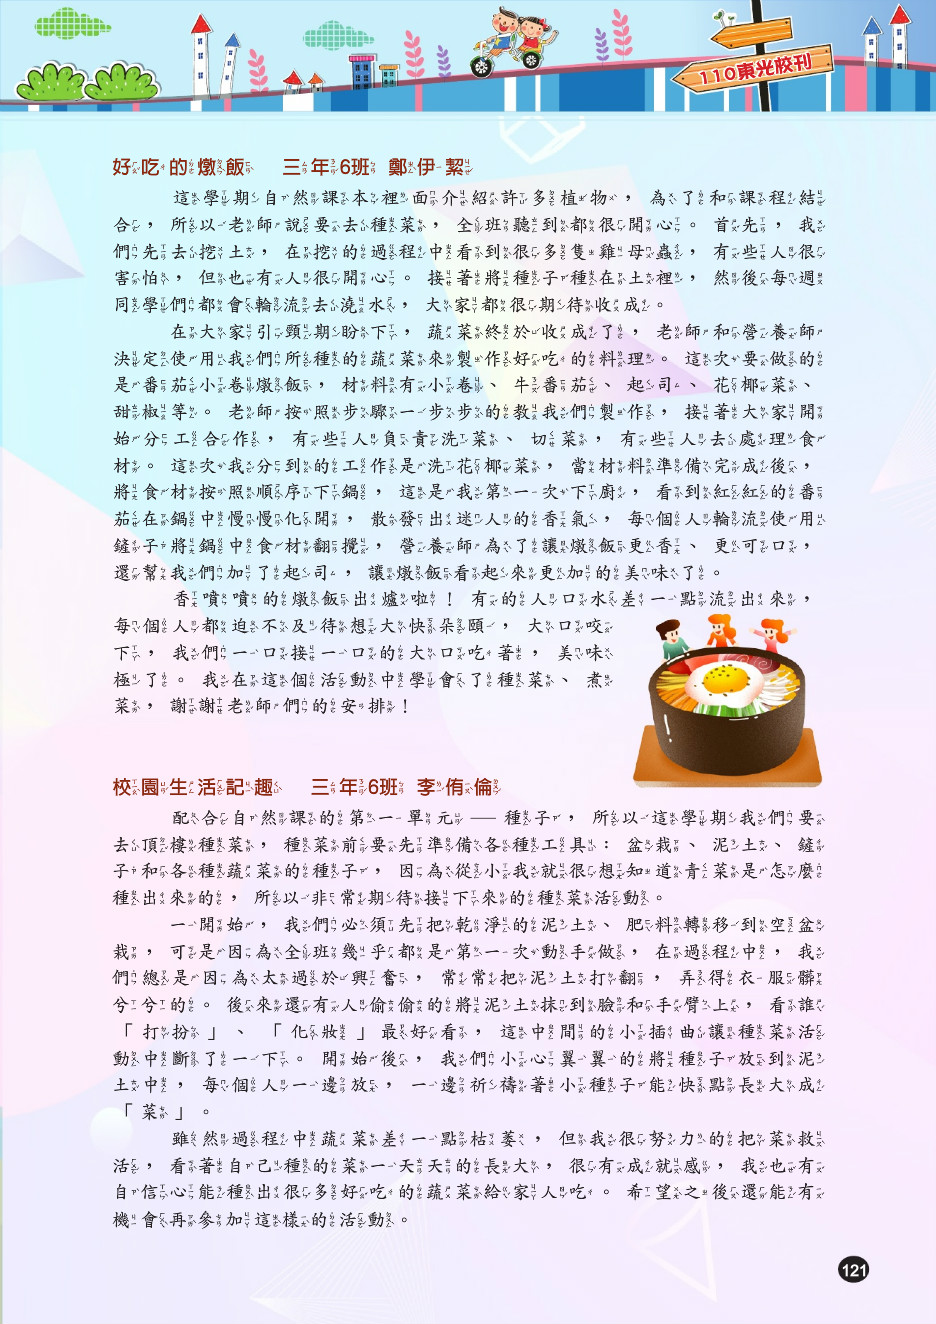 110東光校刊
好吃的燉飯 三年6班 鄭伊絜
這學期自然課本裡面介紹許多植物，為了和課程結
合，所以老師說要去種菜，全班聽到都很開心。首先，我
們先去挖土，在挖的過程中看到很多隻雞母蟲，有些人很
害怕，但也有人很開心。接著將種子種在土裡，然後每週
同學們都會輪流去澆水，大家都很期待收成。
在大家引頸期盼下，蔬菜終於收成了，老師和營養師
決定使用我們所種的蔬菜來製作好吃的料理。這次要做的
是番茄小卷燉飯，材料有小卷、牛番茄、起司、花椰菜、
甜椒等。老師按照步驟一步步的教我們製作，接著大家開
始分工合作，有些人負責洗菜、切菜，有些人去處理食
材。這次我分到的工作是洗花椰菜，當材料準備完成後，
將食材按照順序下鍋，這是我第一次下廚，看到紅紅的番
茄在鍋中慢慢化開，散發出迷人的香氣，每個人輪流使用
鏟子將鍋中食材翻攪，營養師為了讓燉飯更香、更可口，
還幫我們加了起司，讓燉飯看起來更加的美味了。
香噴噴的燉飯出爐啦！有的人口水差一點流出來，
每個人都迫不及待想大快朵頤，大口咬
下，我們一口接一口的大口吃著，美味
極了。我在這個活動中學會了種菜、煮
菜，謝謝老師們的安排！
校園生活記趣 三年6班 李侑倫
配合自然課的第一單元──種子，所以這學期我們要
去頂樓種菜，種菜前要先準備各種工具：盆栽、泥土、鏟
子和各種蔬菜的種子，因為從小我就很想知道青菜是怎麼
種出來的，所以非常期待接下來的種菜活動。
一開始，我們必須先把乾淨的泥土、肥料轉移到空盆
栽，可是因為全班幾乎都是第一次動手做，在過程中，我
們總是因為太過於興奮，常常把泥土打翻，弄得衣服髒
兮兮的。後來還有人偷偷的將泥土抹到臉和手臂上，看誰
「打扮」、「化妝」最好看，這中間的小插曲讓種菜活
動中斷了一下。開始後，我們小心翼翼的將種子放到泥
土中，每個人一邊放，一邊祈禱著小種子能快點長大成
「菜」。
雖然過程中蔬菜差一點枯萎，但我很努力的把菜救
活，看著自己種的菜一天天的長大，很有成就感，我也有
自信心能種出很多好吃的蔬菜給家人吃。希望之後還能有
機會再參加這樣的活動。
121